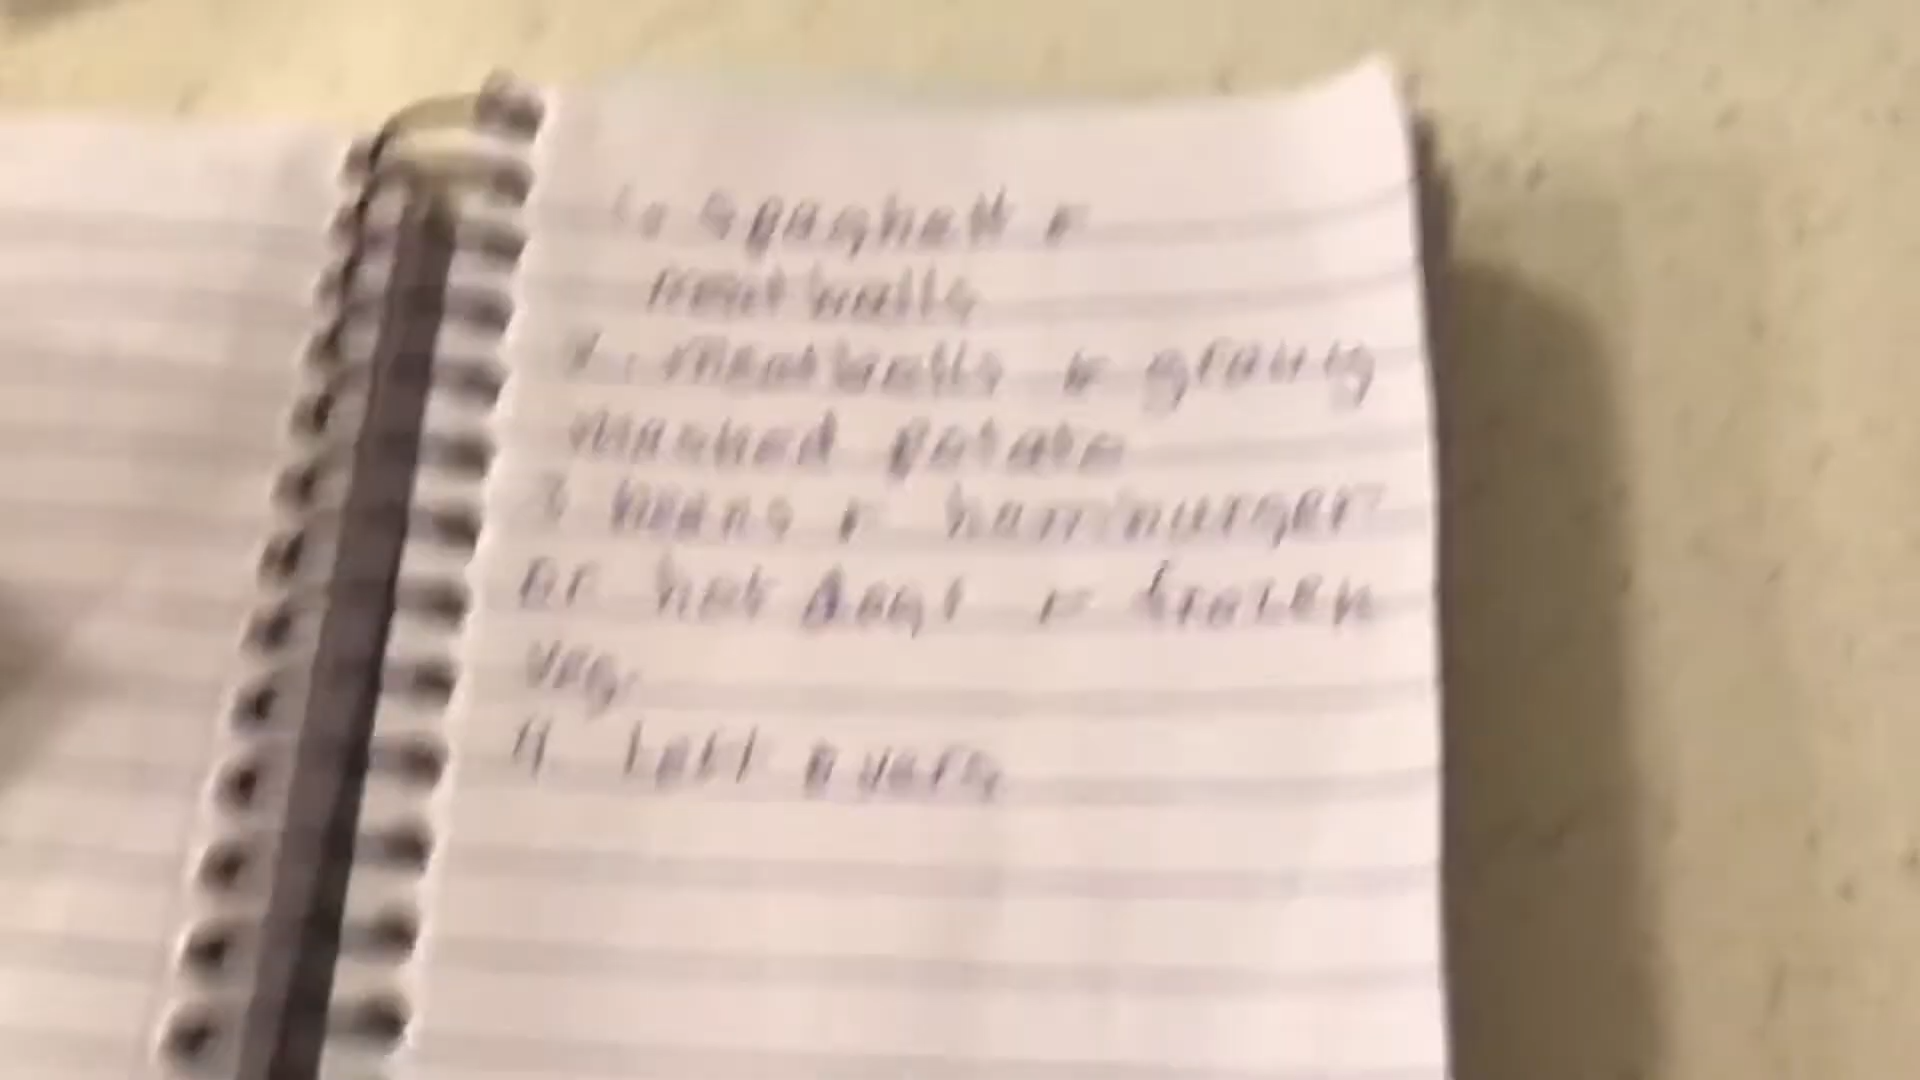 1. Spaghetti &
meatballs
2. Meatballs & gravy
mashed potato
3 beans & hamburger
or hot dogs & frozen
veg.
4 Left overs